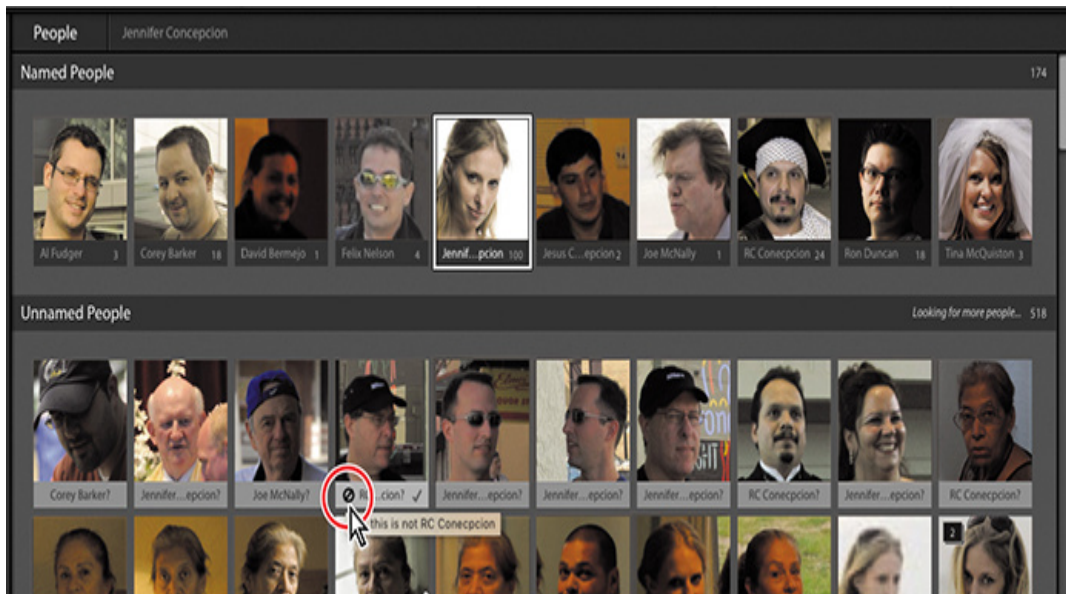 People Jennifer Concepcion
Named People 174
Al Fudger 3 Corey Barker 18 David Bermejo 1 Felix Nelson 4 Jennif...pcion 100 Jesus C...epcion 2 Joe McNally 1 RC Conecpcion 24 Ron Duncan 18 Tina McQuiston 3
Unnamed People Looking for more people... 518
Corey Barker? Jennifer...epcion? Joe McNally? cion? Jennifer...epcion? Jennifer...epcion? Jennifer...epcion? RC Conecpcion? Jennifer...epcion? RC Conecpcion?
this is not RC Conecpcion
2